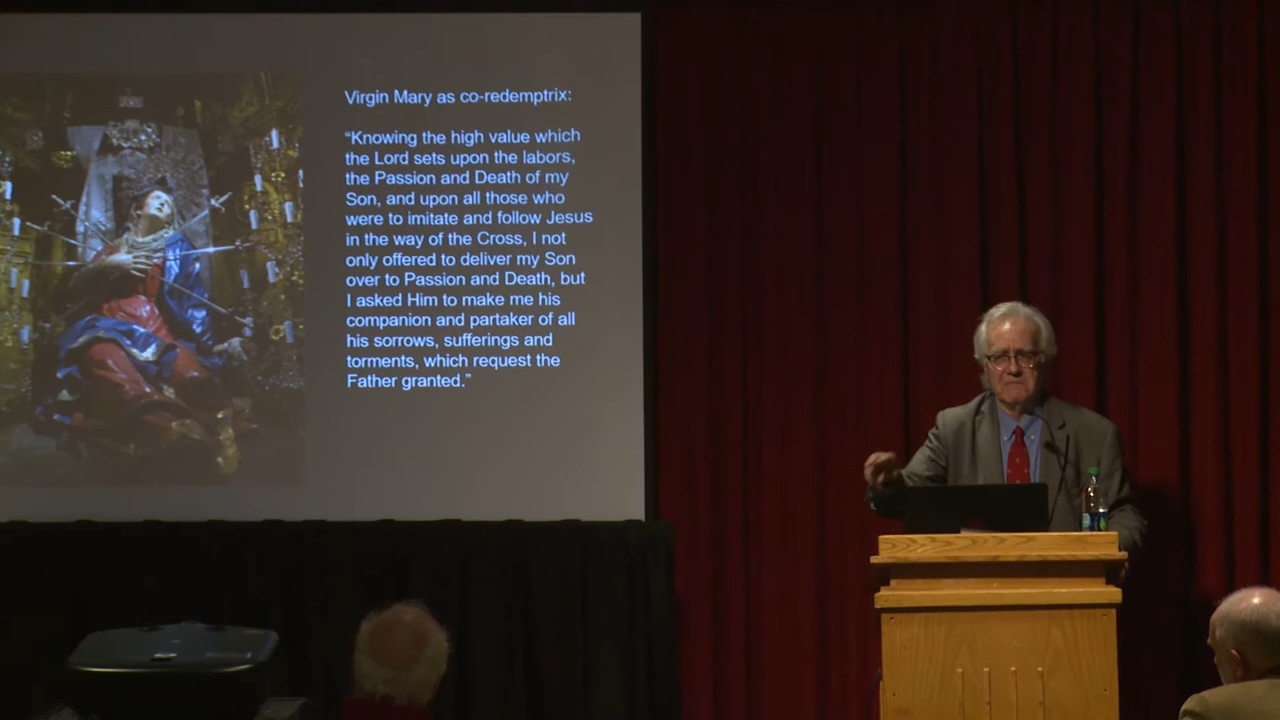 Virgin Mary as co-redemptrix:
“Knowing the high value which
the Lord sets upon the labors,
the Passion and Death of my
Son, and upon all those who
were to imitate and follow Jesus
in the way of the Cross, I not
only offered to deliver my Son
over to Passion and Death, but
I asked Him to make me his
companion and partaker of all
his sorrows, sufferings and
torments, which request the
Father granted.”